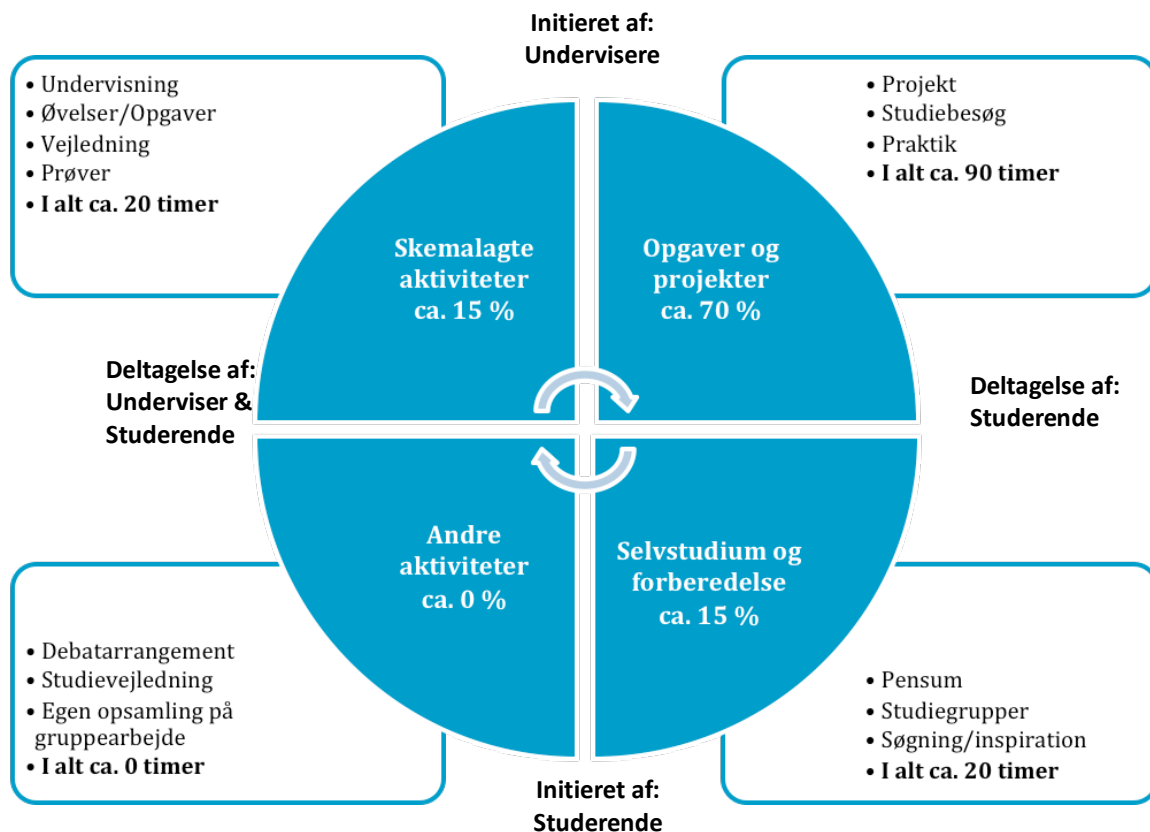 Initieret af:
Undervisere
• Undervisning
• Øvelser/Opgaver
• Vejledning
• Prøver
• I alt ca. 20 timer
• Projekt
• Studiebesøg
• Praktik
• I alt ca. 90 timer
Skemalagte
aktiviteter
ca. 15 %
Opgaver og
projekter
ca. 70 %
Deltagelse af:
Underviser &
Studerende
Deltagelse af:
Studerende
Andre
aktiviteter
ca. 0 %
Selvstudium og
forberedelse
ca. 15 %
• Debatarrangement
• Studievejledning
• Egen opsamling på
gruppearbejde
• I alt ca. 0 timer
• Pensum
• Studiegrupper
• Søgning/inspiration
• I alt ca. 20 timer
Initieret af:
Studerende